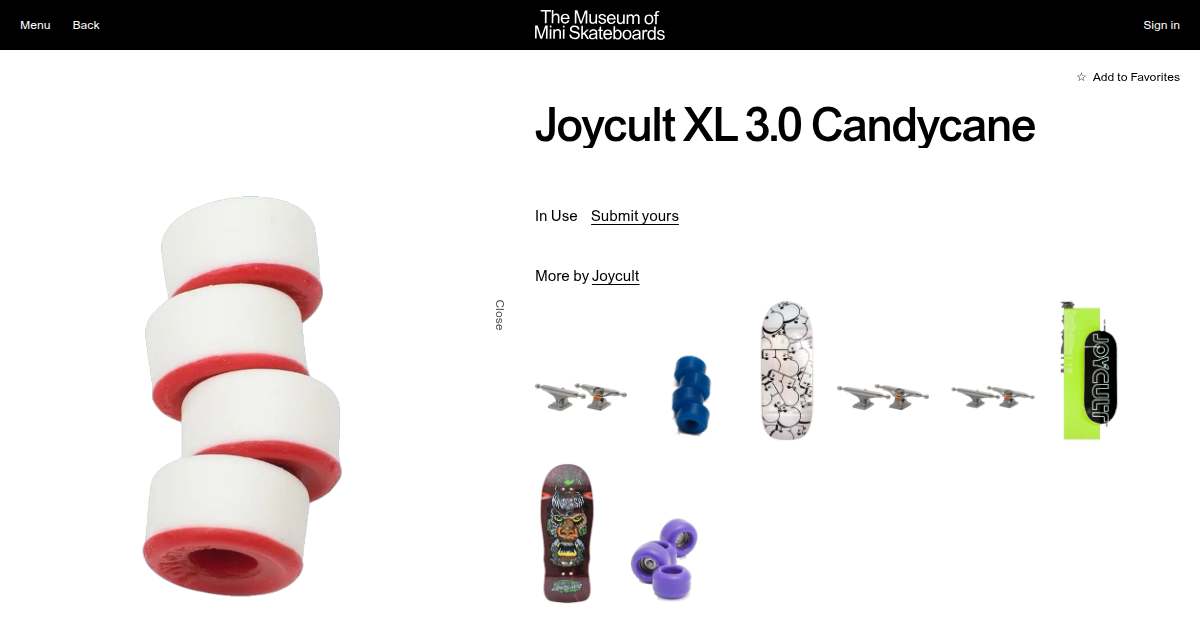 Menu
Back
The Museum of
Mini Skateboards
Sign in
☆ Add to Favorites
Joycult XL 3.0 Candycane
In Use
Submit yours
More by Joycult
Close
JOYCULT